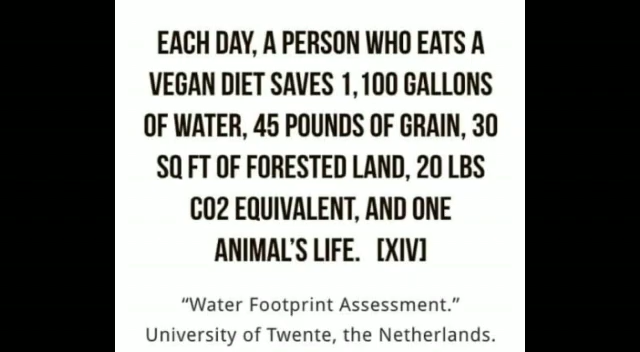 EACH DAY, A PERSON WHO EATS A
VEGAN DIET SAVES 1,100 GALLONS
OF WATER, 45 POUNDS OF GRAIN, 30
SQ FT OF FORESTED LAND, 20 LBS
CO2 EQUIVALENT, AND ONE
ANIMAL'S LIFE. [XIV]
“Water Footprint Assessment.”
University of Twente, the Netherlands.